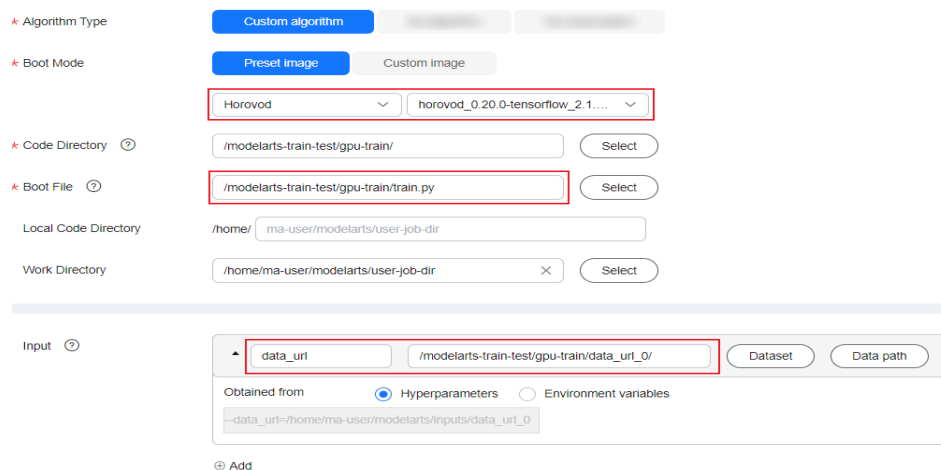 * Algorithm Type Custom algorithm
* Boot Mode Preset image Custom image
Horovod horovod_0.20.0-tensorflow_2.1....
* Code Directory ? /modelarts-train-test/gpu-train/ Select
* Boot File ? /modelarts-train-test/gpu-train/train.py Select
Local Code Directory /home/ ma-user/modelarts/user-job-dir
Work Directory /home/ma-user/modelarts/user-job-dir Select
Input ? data_url /modelarts-train-test/gpu-train/data_url_0/ Dataset Data path
Obtained from Hyperparameters Environment variables
--data_url=/home/ma-user/modelarts/inputs/data_url_0
Add